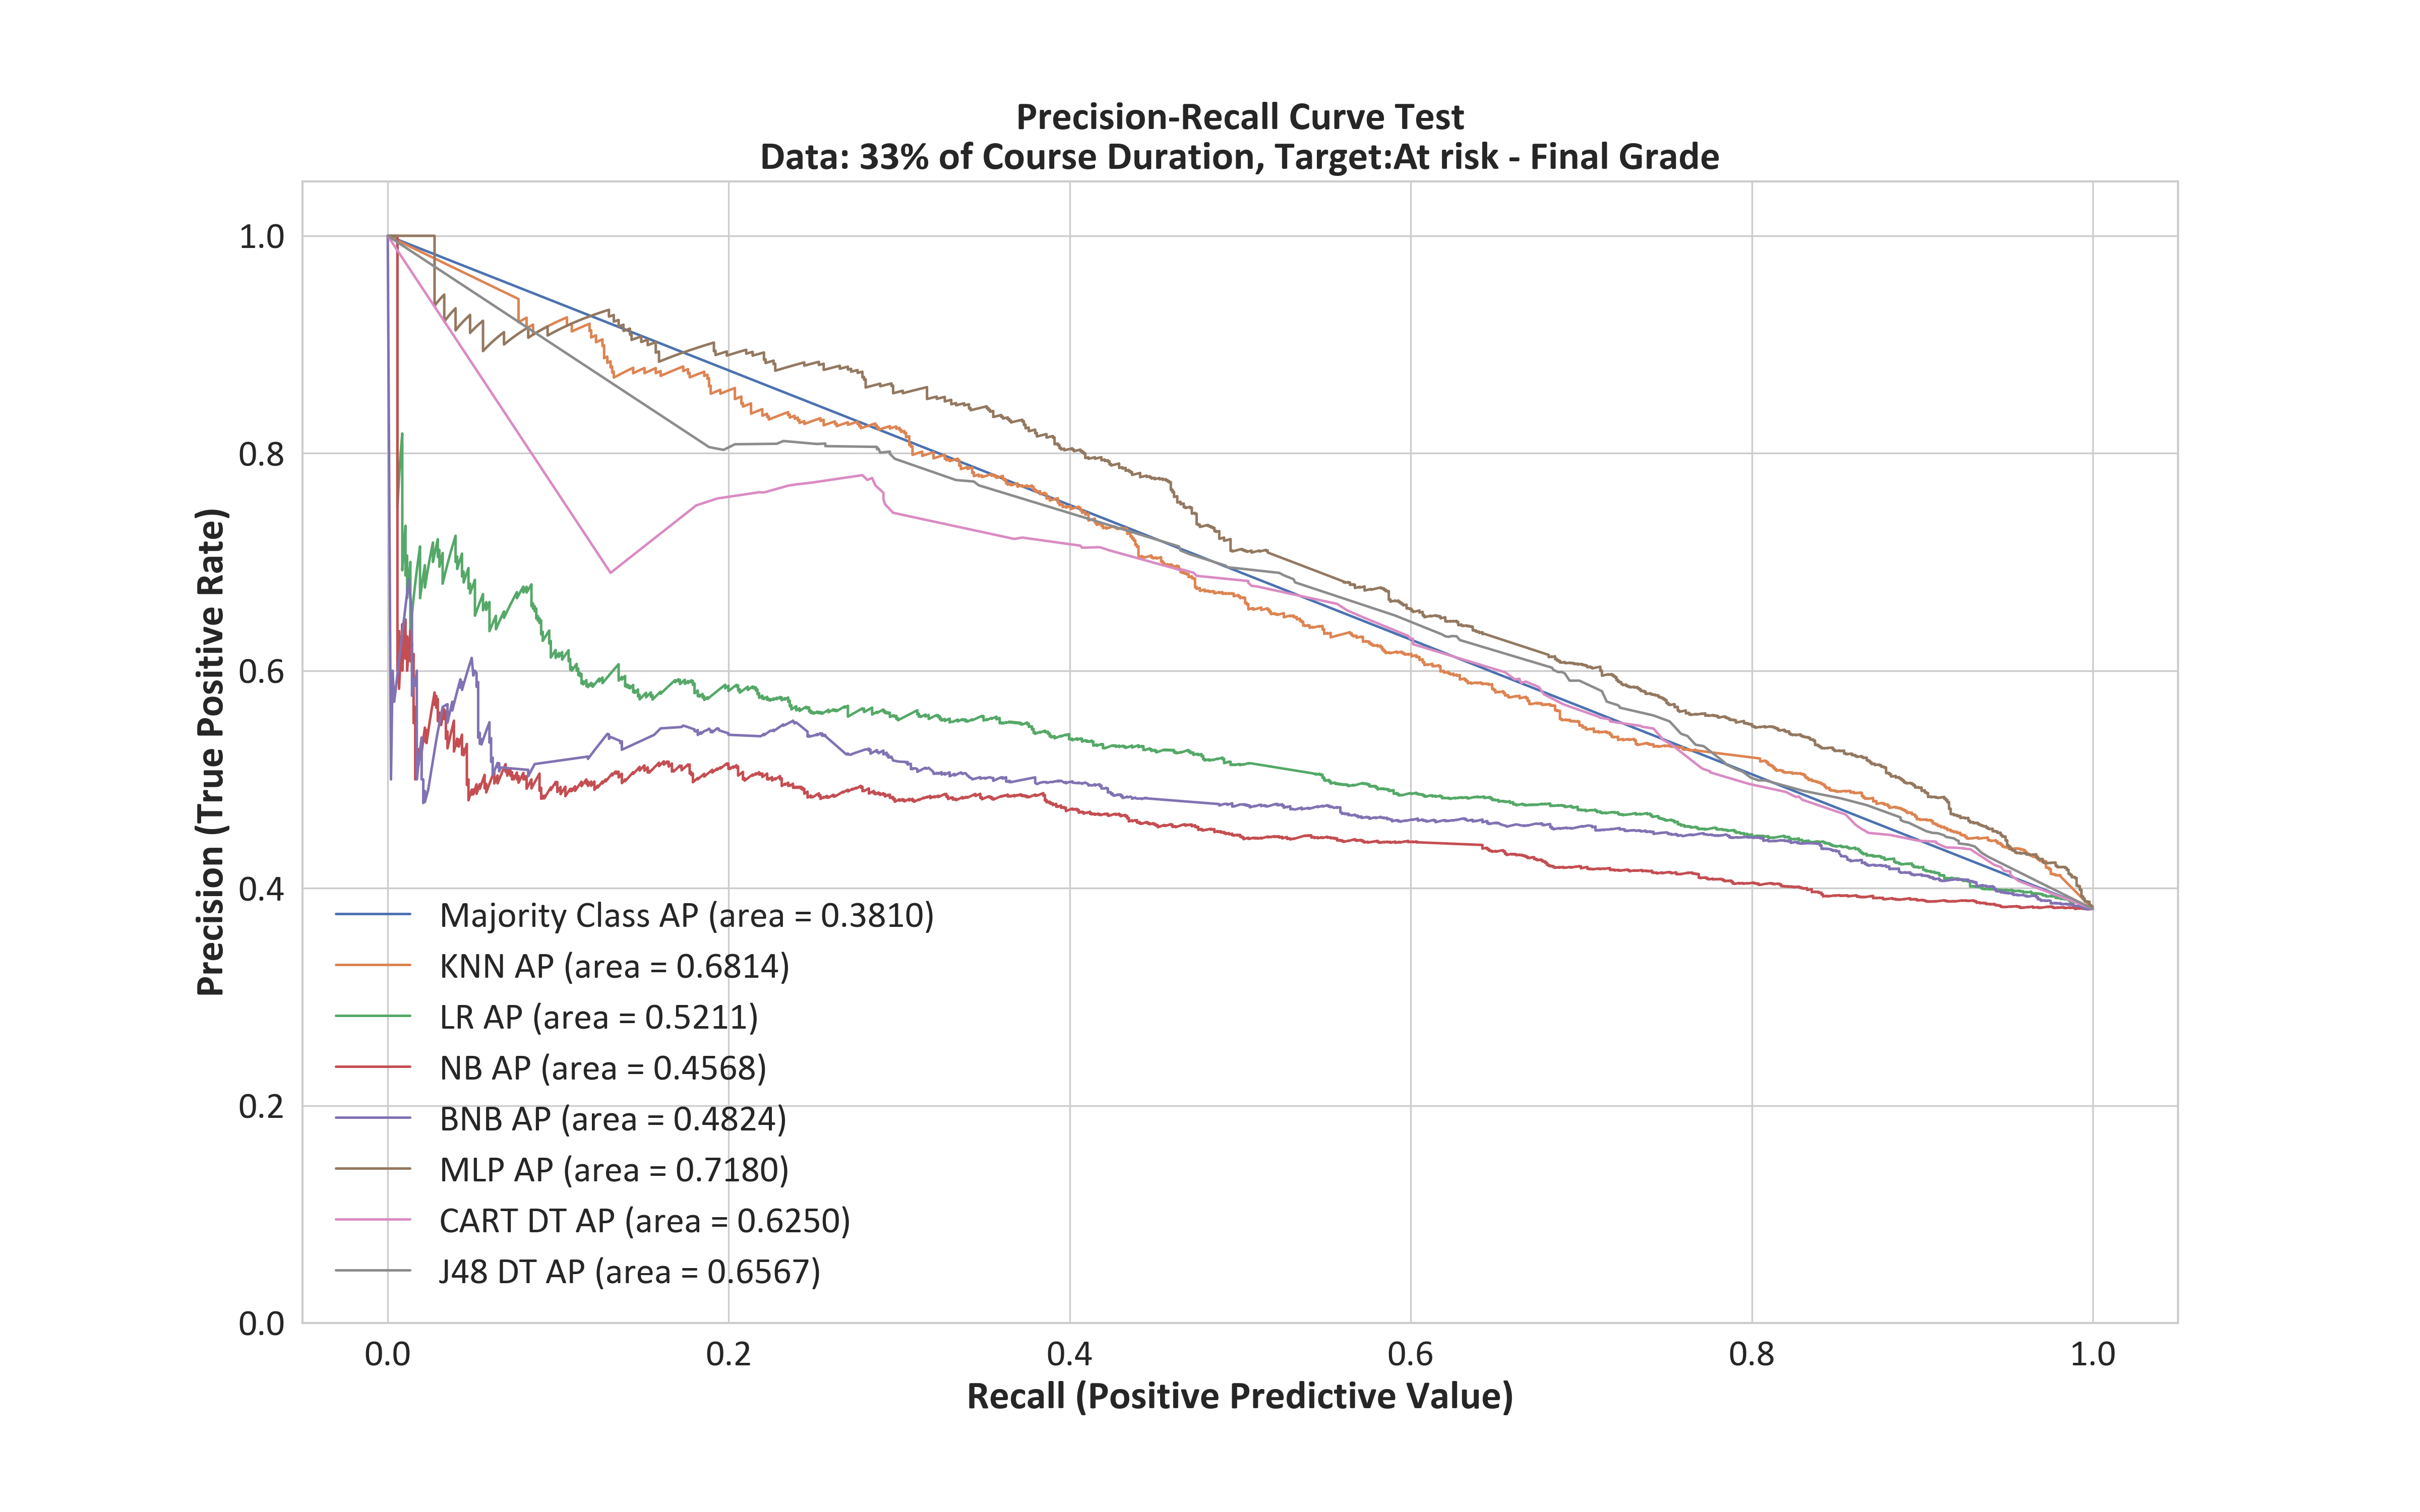 Precision-Recall Curve Test
Data: 33% of Course Duration, Target:At risk - Final Grade
Precision (True Positive Rate)
1.0
0.8
0.6
0.4
0.2
0.0
Majority Class AP (area = 0.3810)
KNN AP (area = 0.6814)
LR AP (area = 0.5211)
NB AP (area = 0.4568)
BNB AP (area = 0.4824)
MLP AP (area = 0.7180)
CART DT AP (area = 0.6250)
J48 DT AP (area = 0.6567)
0.0 0.2 0.4 0.6 0.8 1.0
Recall (Positive Predictive Value)